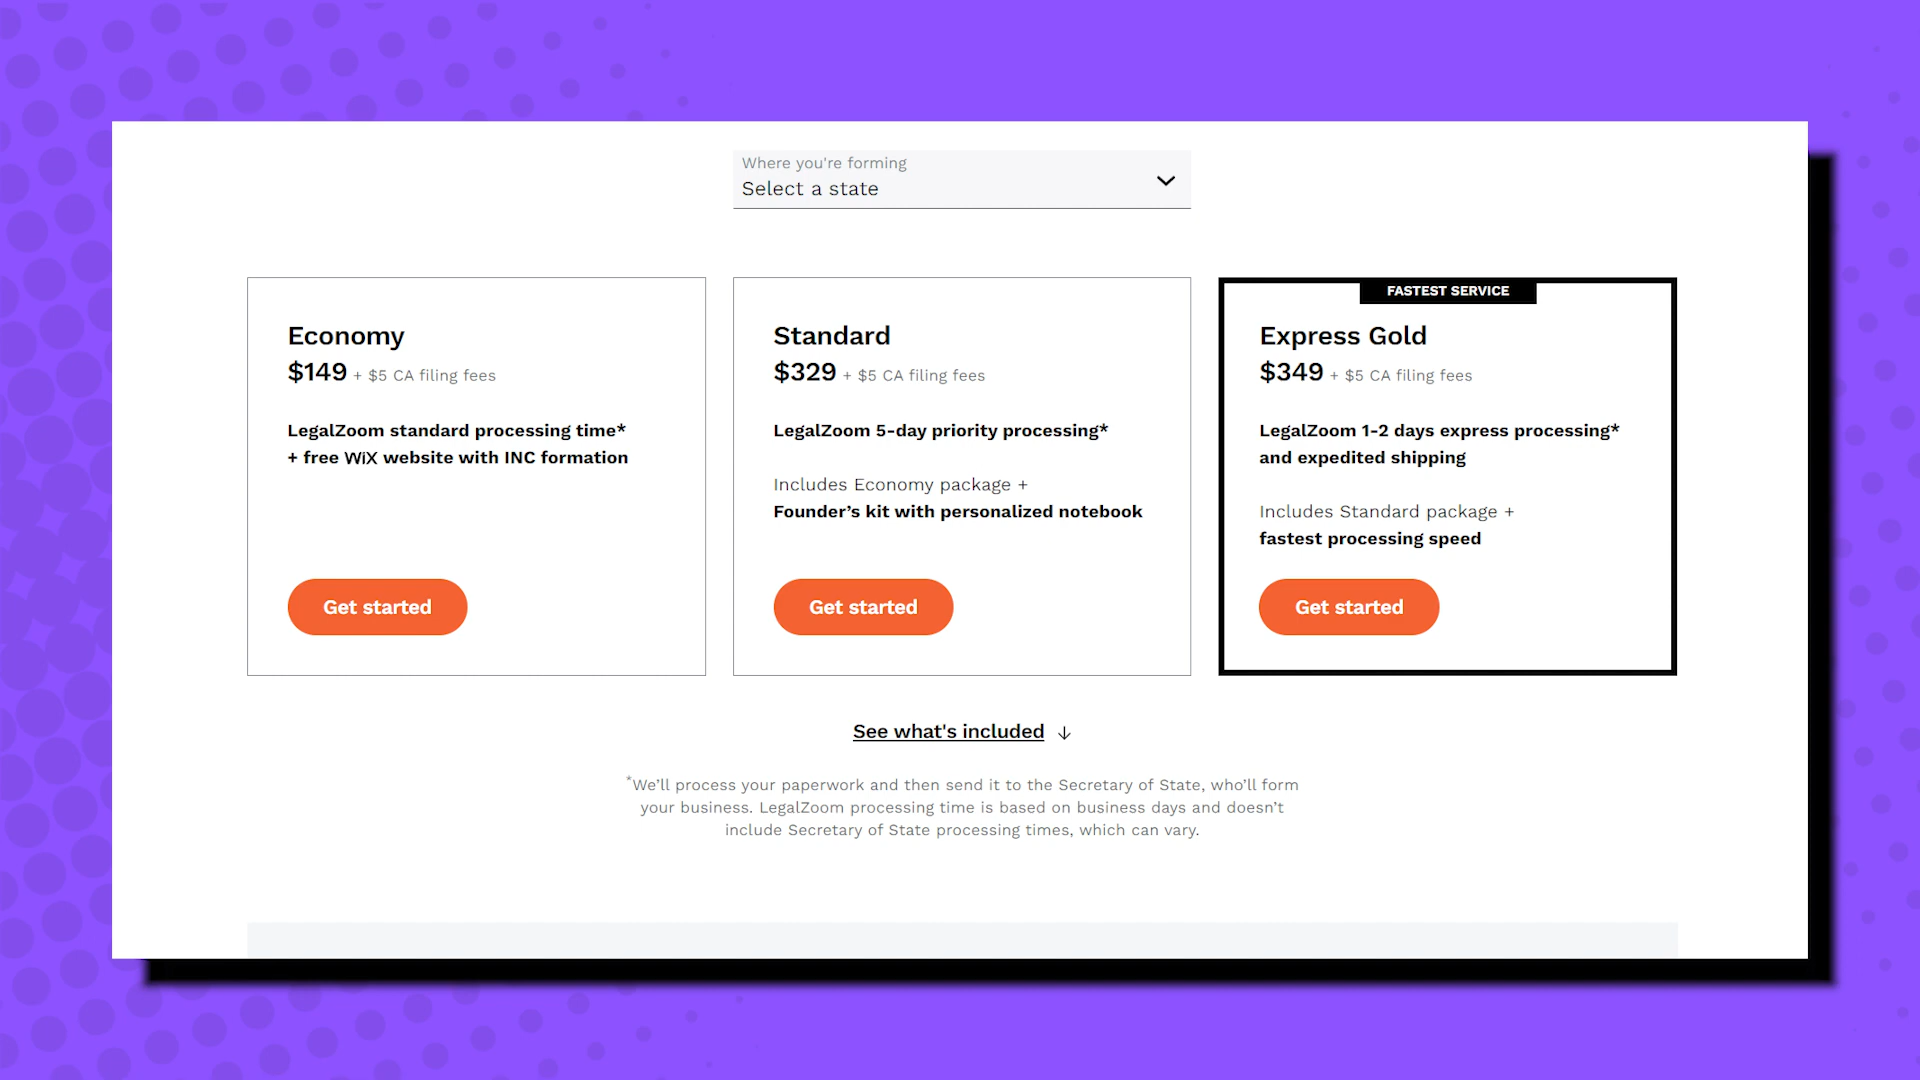 Where you're forming
Select a state
Economy
$149 + $5 CA filing fees
LegalZoom standard processing time*
+ free WiX website with INC formation
Get started
Standard
$329 + $5 CA filing fees
LegalZoom 5-day priority processing*
Includes Economy package +
Founder’s kit with personalized notebook
Get started
FASTEST SERVICE
Express Gold
$349 + $5 CA filing fees
LegalZoom 1-2 days express processing*
and expedited shipping
Includes Standard package +
fastest processing speed
Get started
See what's included ↓
*We’ll process your paperwork and then send it to the Secretary of State, who’ll form
your business. LegalZoom processing time is based on business days and doesn’t
include Secretary of State processing times, which can vary.